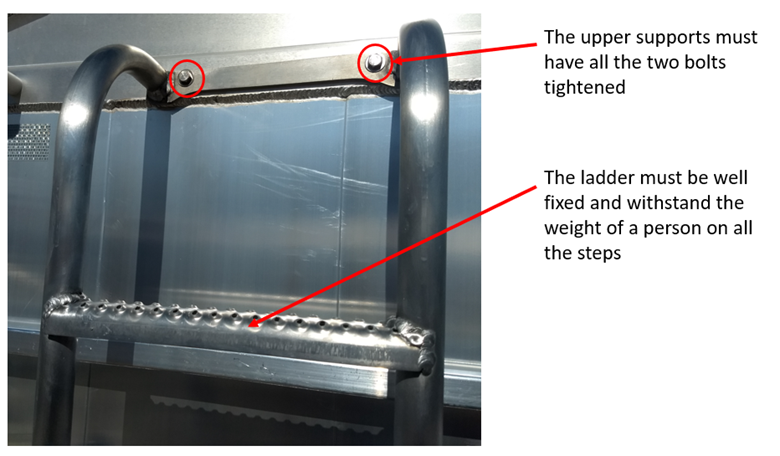 The upper supports must
have all the two bolts
tightened
The ladder must be well
fixed and withstand the
weight of a person on all
the steps